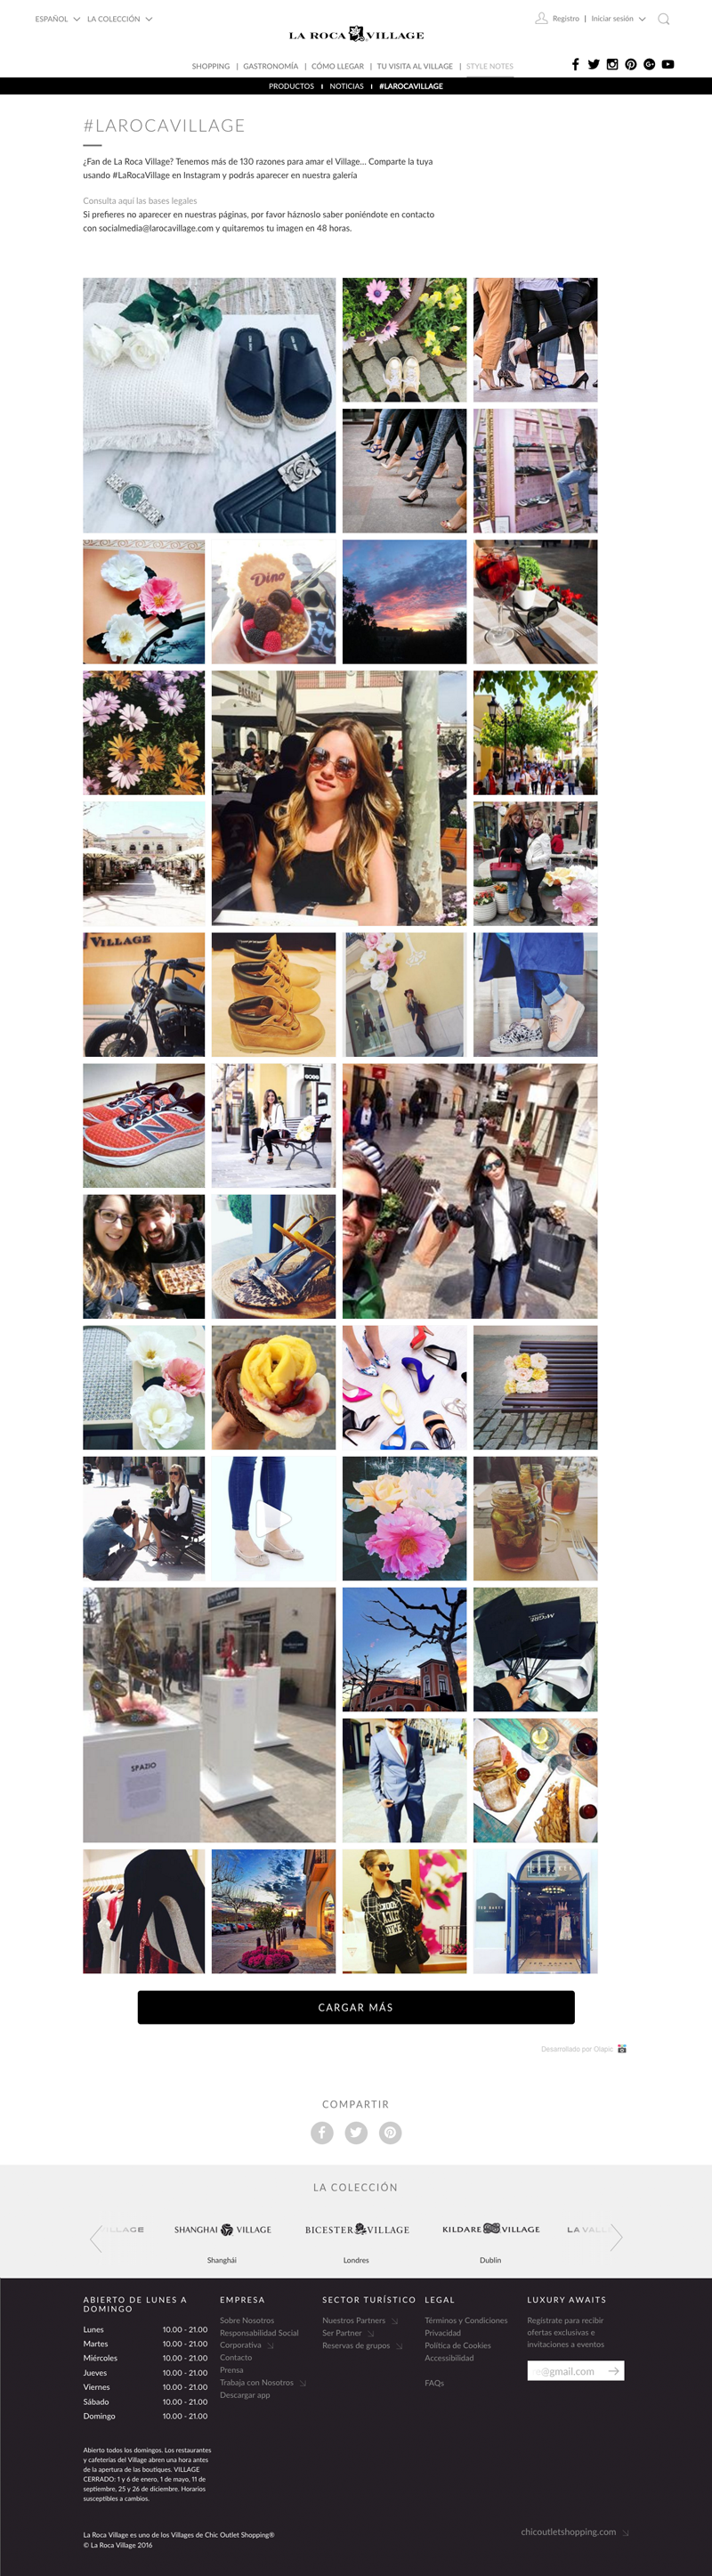 ESPAÑOL LA COLECCIÓN
Registro | Iniciar sesión
LA ROCA VILLAGE
SHOPPING | GASTRONOMÍA | CÓMO LLEGAR | TU VISITA AL VILLAGE | STYLE NOTES
PRODUCTOS | NOTICIAS | #LAROCAVILLAGE
#LAROCAVILLAGE
¿Fan de La Roca Village? Tenemos más de 130 razones para amar el Village... Comparte la tuya
usando #LaRocaVillage en Instagram y podrás aparecer en nuestra galería
Consulta aquí las bases legales
Si prefieres no aparecer en nuestras páginas, por favor háznoslo saber poniéndote en contacto
con socialmedia@larocavillage.com y quitaremos tu imagen en 48 horas.
Dino
VILLAGE
SPAZIO
TED BAKER
CARGAR MÁS
Desarrollado por Olapic
COMPARTIR
LA COLECCIÓN
SHANGHAI VILLAGE
BICESTER VILLAGE
KILDARE VILLAGE
Shanghái
Londres
Dublín
ABIERTO DE LUNES A
DOMINGO
Lunes 10.00 - 21.00
Martes 10.00 - 21.00
Miércoles 10.00 - 21.00
Jueves 10.00 - 21.00
Viernes 10.00 - 21.00
Sábado 10.00 - 21.00
Domingo 10.00 - 21.00
Abierto todos los domingos. Los restaurantes
y cafeterías del Village abren una hora antes
de la apertura de las boutiques. VILLAGE
CERRADO: 1 y 6 de enero, 1 de mayo, 11 de
septiembre, 25 y 26 de diciembre. Horarios
susceptibles a cambios.
EMPRESA
Sobre Nosotros
Responsabilidad Social
Corporativa
Contacto
Prensa
Trabaja con Nosotros
Descargar app
SECTOR TURÍSTICO
Nuestros Partners
Ser Partner
Reservas de grupos
LEGAL
Términos y Condiciones
Privacidad
Política de Cookies
Accessibilidad
FAQs
LUXURY AWAITS
Regístrate para recibir
ofertas exclusivas e
invitaciones a eventos
@gmail.com
La Roca Village es uno de los Villages de Chic Outlet Shopping®
© La Roca Village 2016
chicoutletshopping.com